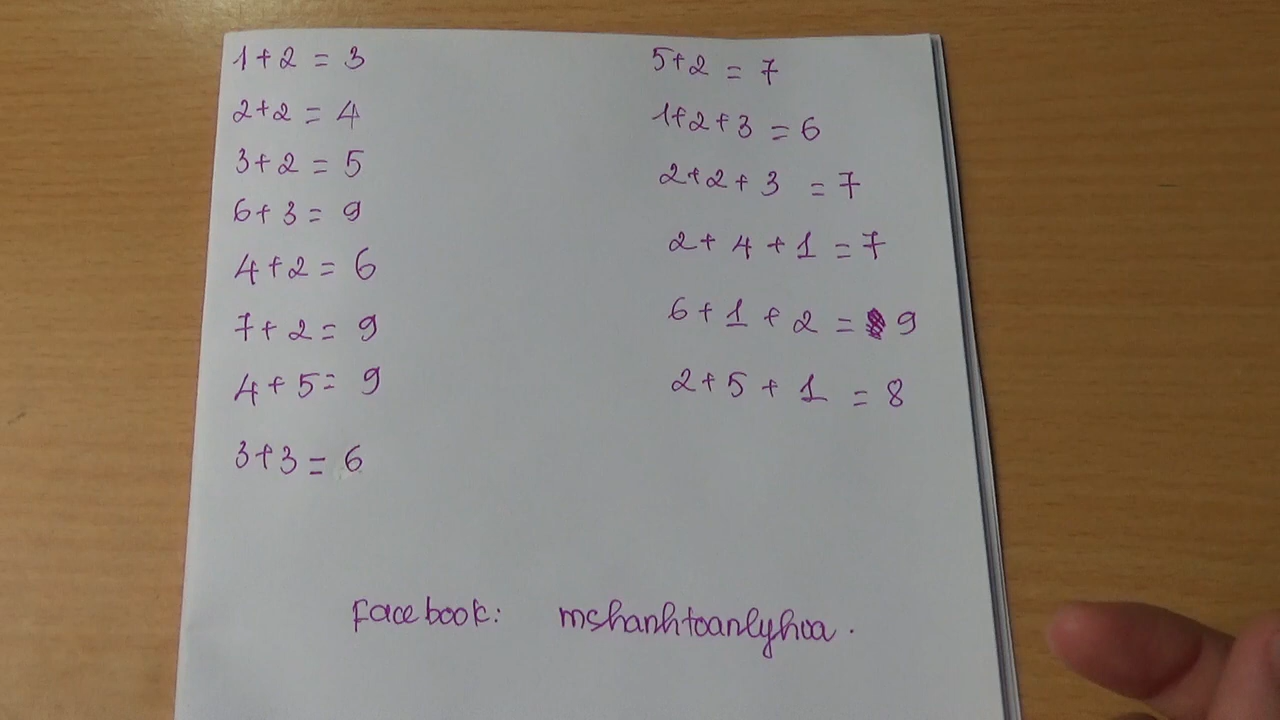 1+2 = 3
2+2 = 4
3+2 = 5
6+3 = 9
4+2 = 6
7+2 = 9
4+5= 9
3+3 = 6
5+2 = 7
1+2+3 = 6
2+2+3 = 7
2+4+1 = 7
6+1+2 = 9
2+5+1 = 8
Facebook: mshanhtoanlyhoa.